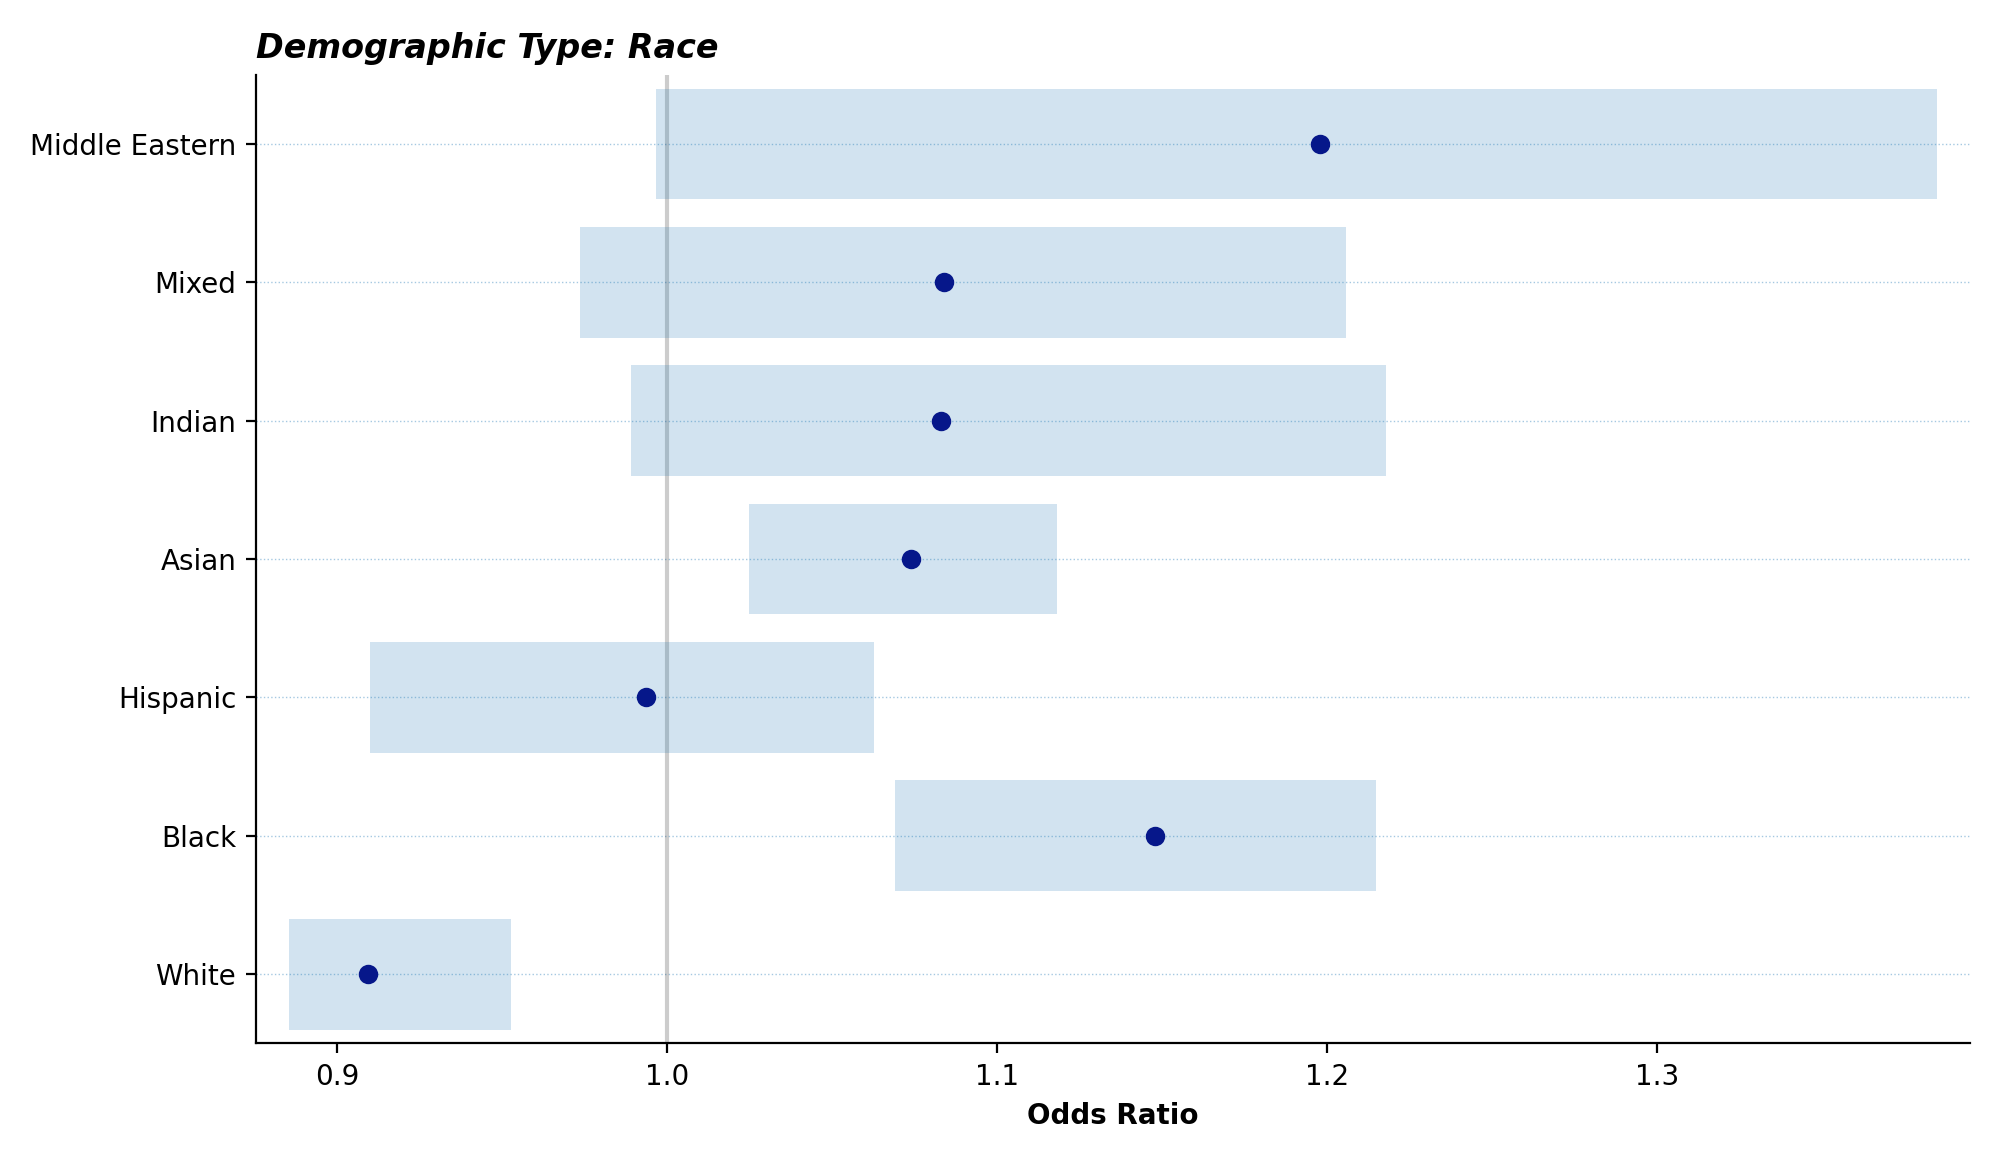 Demographic Type: Race
Middle Eastern
Mixed
Indian
Asian
Hispanic
Black
White
0.9 1.0 1.1 1.2 1.3
Odds Ratio